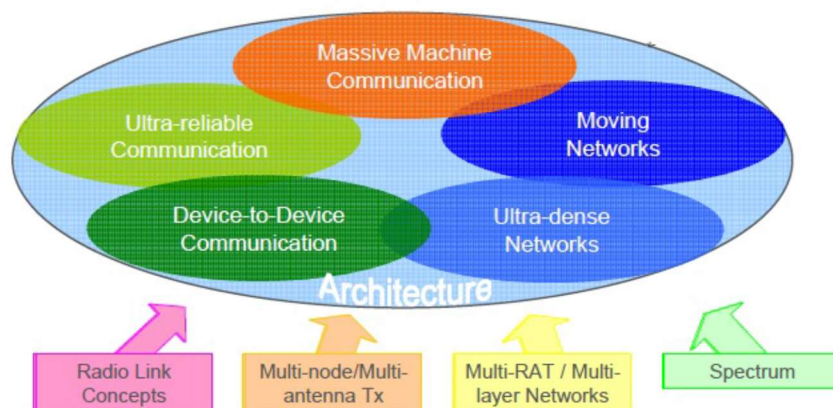 Massive Machine
Communication
Ultra-reliable
Communication
Moving
Networks
Device-to-Device
Communication
Ultra-dense
Networks
Architecture
Radio Link
Concepts
Multi-node/Multi-
antenna Tx
Multi-RAT / Multi-
layer Networks
Spectrum